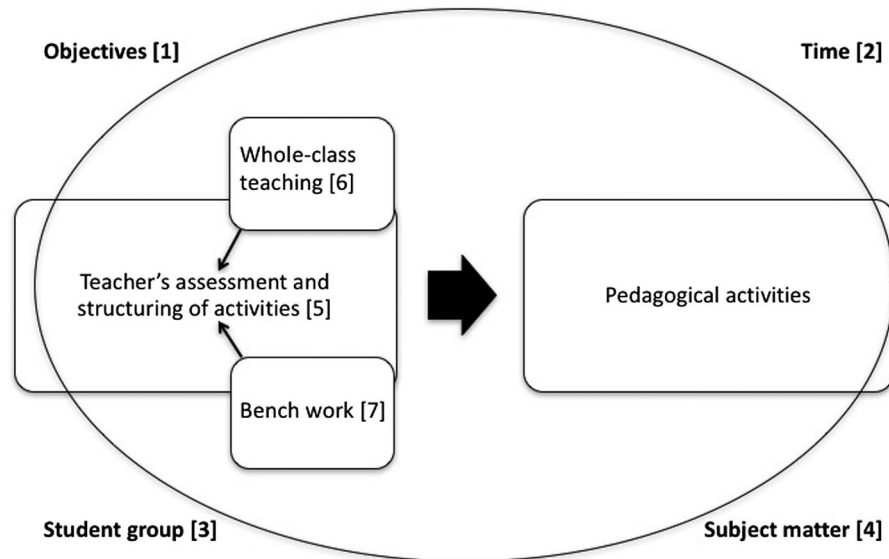 Objectives [1]
Time [2]
Whole-class
teaching [6]
Teacher’s assessment and
structuring of activities [5]
Pedagogical activities
Bench work [7]
Student group [3]
Subject matter [4]